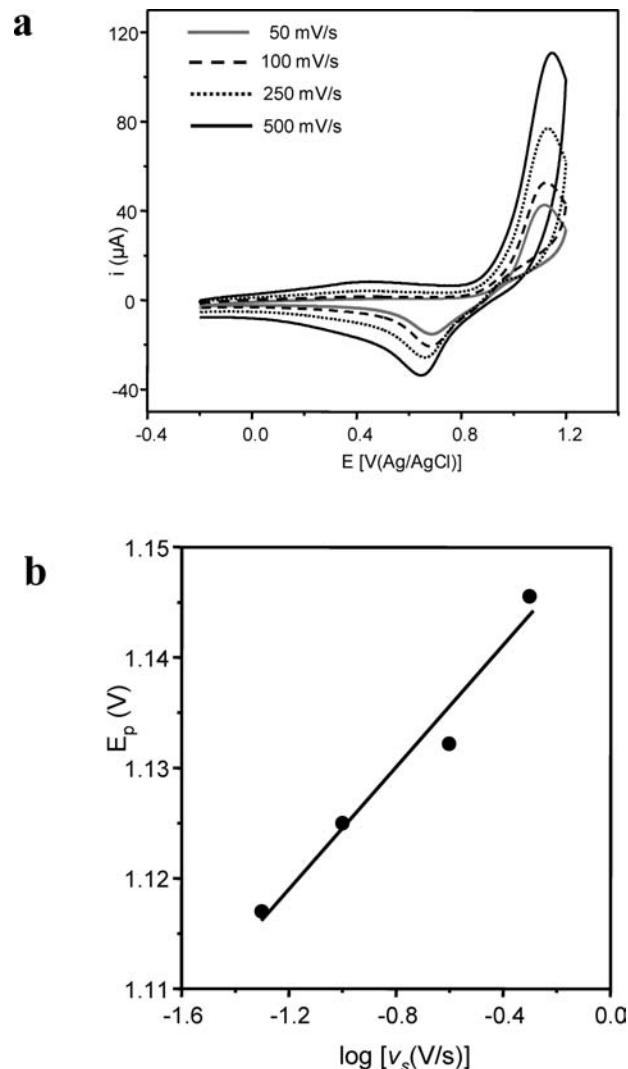 a
120
80
40
0
-40
i (µA)
50 mV/s
100 mV/s
250 mV/s
500 mV/s
-0.4 0.0 0.4 0.8 1.2
E [V(Ag/AgCl)]
b
1.15
1.14
1.13
1.12
1.11
E_p (V)
-1.6 -1.2 -0.8 -0.4 0.0
log [v_s(V/s)]